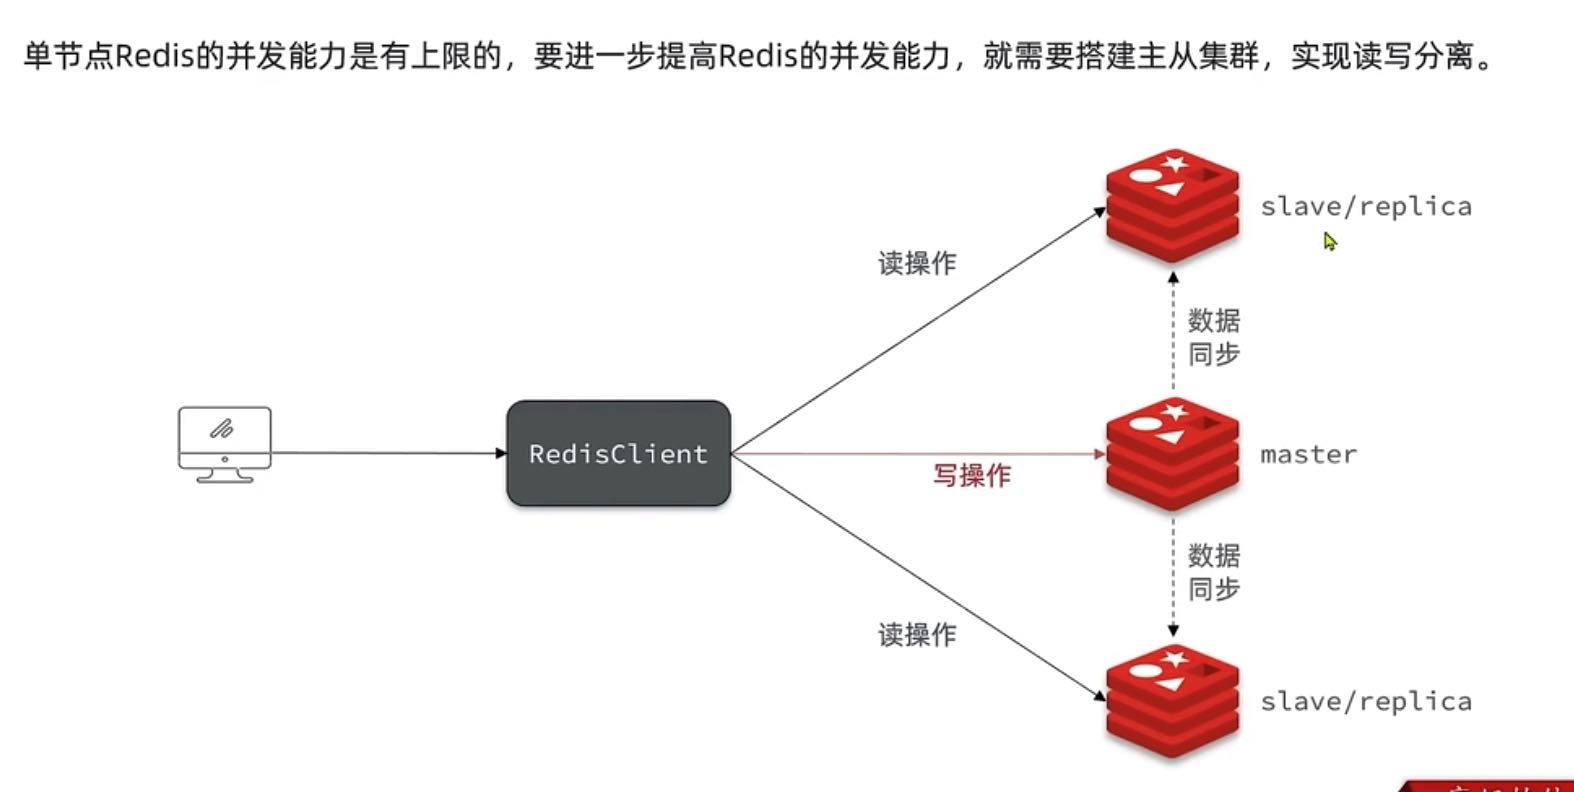 单节点Redis的并发能力是有上限的，要进一步提高Redis的并发能力，就需要搭建主从集群，实现读写分离。
slave/replica
读操作
数据
同步
RedisClient
写操作
master
数据
同步
读操作
slave/replica